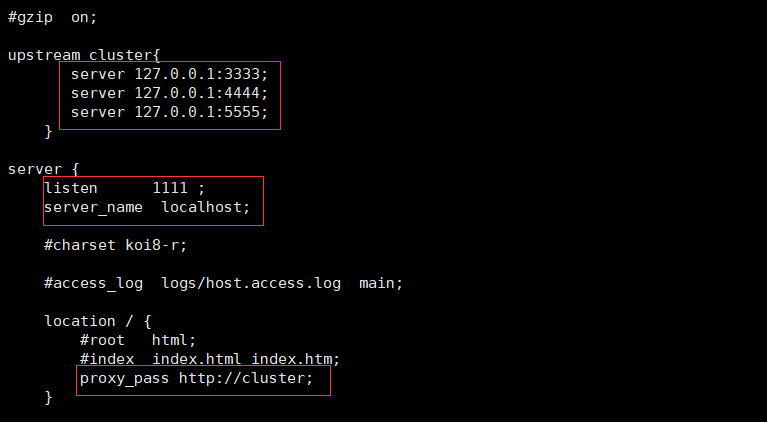 #gzip  on;
upstream cluster{
server 127.0.0.1:3333;
server 127.0.0.1:4444;
server 127.0.0.1:5555;
}
server {
listen      1111 ;
server_name  localhost;
#charset koi8-r;
#access_log  logs/host.access.log  main;
location / {
#root   html;
#index  index.html index.htm;
proxy_pass http://cluster;
}